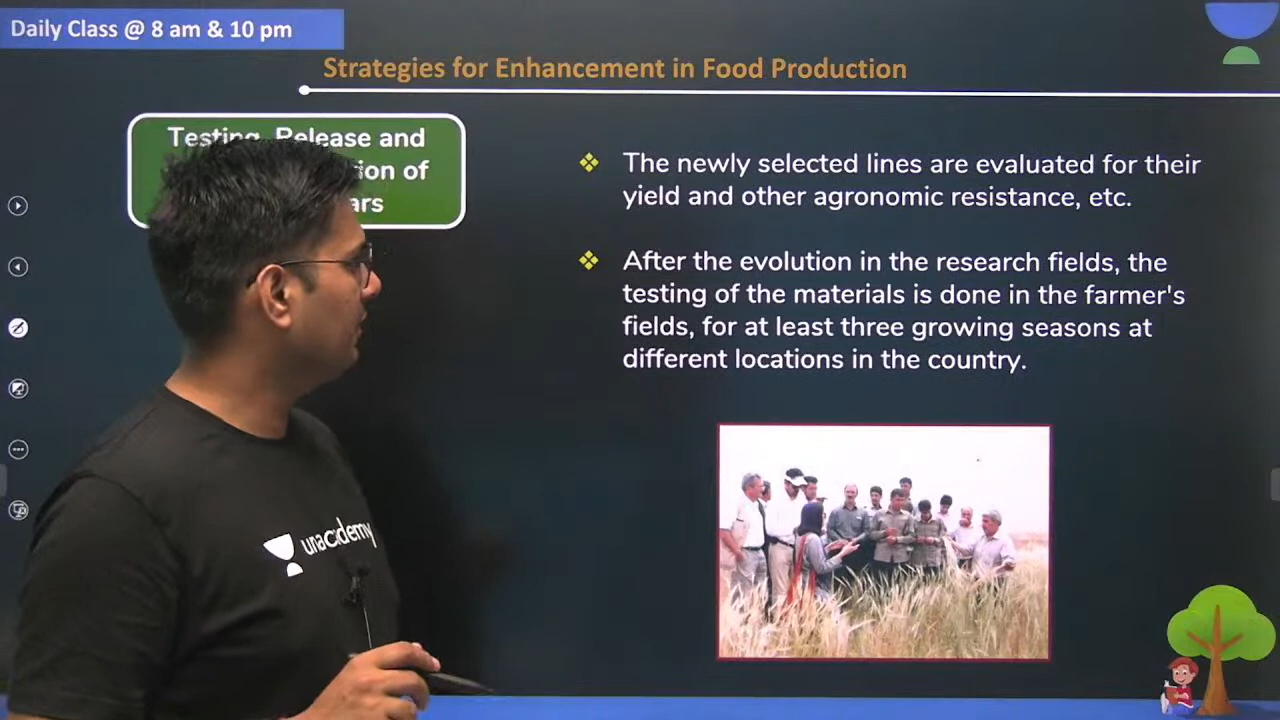 Daily Class @ 8 am & 10 pm
Strategies for Enhancement in Food Production
Testing, Release and
of
The newly selected lines are evaluated for their
yield and other agronomic resistance, etc.
After the evolution in the research fields, the
testing of the materials is done in the farmer's
fields, for at least three growing seasons at
different locations in the country.
unacademy